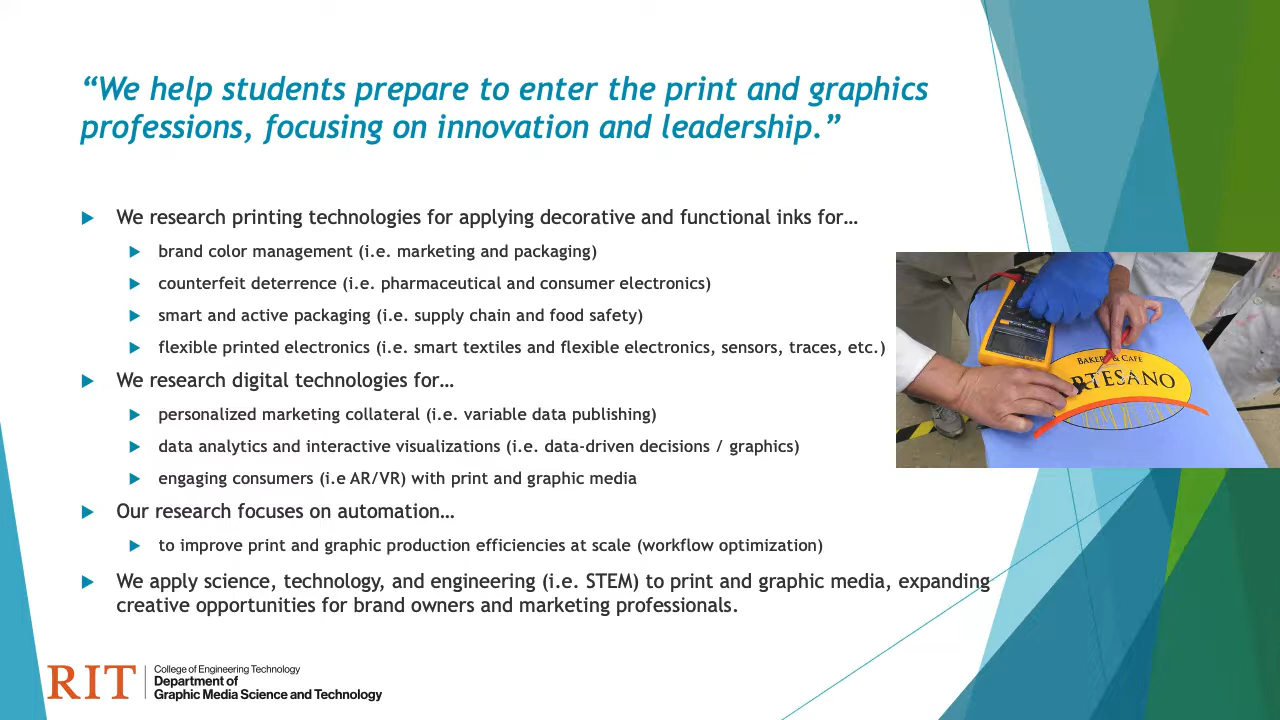 “We help students prepare to enter the print and graphics
professions, focusing on innovation and leadership.”
We research printing technologies for applying decorative and functional inks for…
brand color management (i.e. marketing and packaging)
counterfeit deterrence (i.e. pharmaceutical and consumer electronics)
smart and active packaging (i.e. supply chain and food safety)
flexible printed electronics (i.e. smart textiles and flexible electronics, sensors, traces, etc.)
We research digital technologies for…
personalized marketing collateral (i.e. variable data publishing)
data analytics and interactive visualizations (i.e. data-driven decisions / graphics)
engaging consumers (i.e AR/VR) with print and graphic media
Our research focuses on automation…
to improve print and graphic production efficiencies at scale (workflow optimization)
We apply science, technology, and engineering (i.e. STEM) to print and graphic media, expanding
creative opportunities for brand owners and marketing professionals.
BAKERY & CAFE
RTESANO
RIT
College of Engineering Technology
Department of
Graphic Media Science and Technology